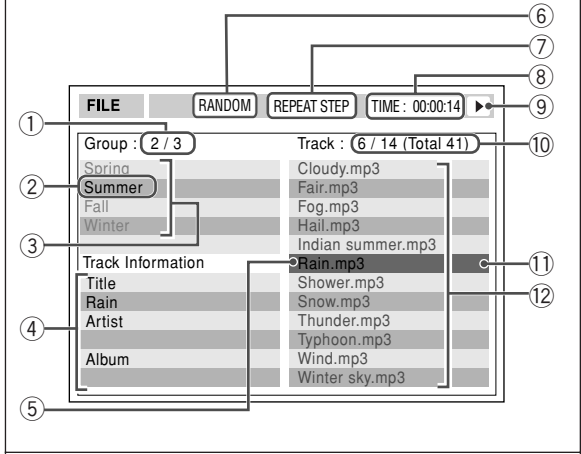 ⑥
⑦
⑧
FILE RANDOM REPEAT STEP TIME : 00:00:14 ⑨
①
Group : 2 / 3 Track : 6 / 14 (Total 41) ⑩
Spring Cloudy.mp3
② Summer Fair.mp3
Fall Fog.mp3
Winter Hail.mp3
③ Indian summer.mp3
Track Information Rain.mp3 ⑪
Title Shower.mp3
⑫
Rain Snow.mp3
④ Artist Thunder.mp3
Typhoon.mp3
Album Wind.mp3
Winter sky.mp3
⑤